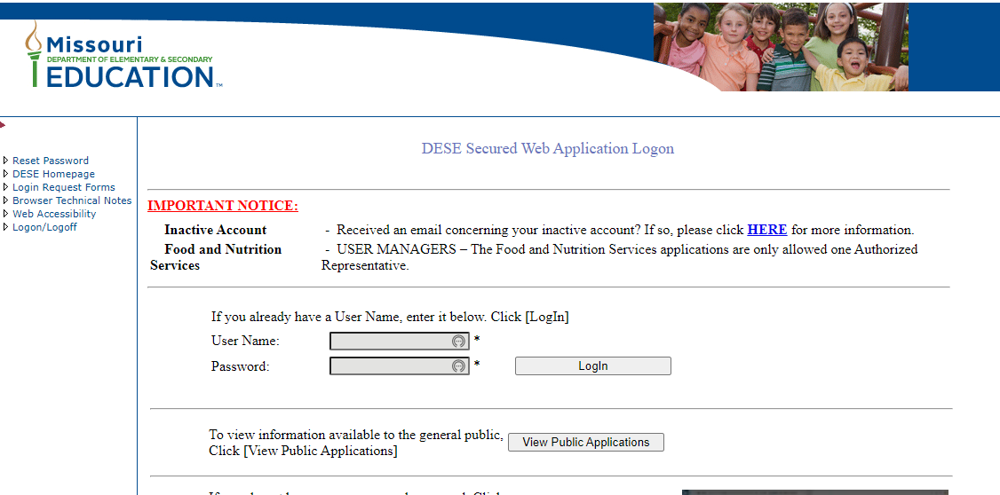 Missouri
DEPARTMENT OF ELEMENTARY & SECONDARY
EDUCATION™
Reset Password
DESE Homepage
Login Request Forms
Browser Technical Notes
Web Accessibility
Logon/Logoff
DESE Secured Web Application Logon
IMPORTANT NOTICE:
Inactive Account - Received an email concerning your inactive account? If so, please click HERE for more information.
Food and Nutrition - USER MANAGERS – The Food and Nutrition Services applications are only allowed one Authorized
Services Representative.
If you already have a User Name, enter it below. Click [LogIn]
User Name: *
Password: * LogIn
To view information available to the general public,
Click [View Public Applications] View Public Applications